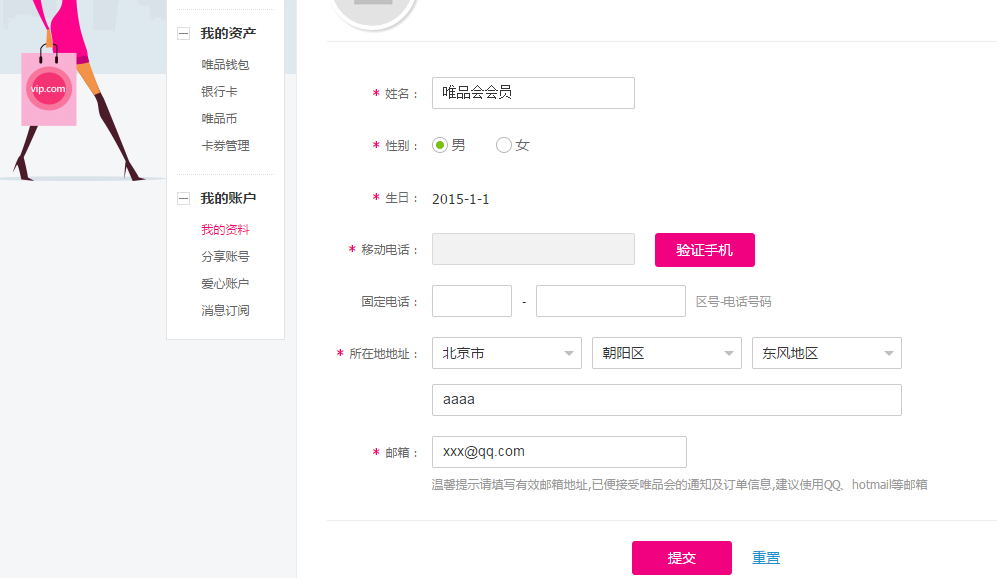 我的资产
唯品钱包
银行卡
唯品币
卡券管理
vip.com
我的账户
我的资料
分享账号
爱心账户
消息订阅
* 姓名: 唯品会会员
* 性别: 男 女
* 生日: 2015-1-1
* 移动电话: 验证手机
固定电话: - 区号-电话号码
* 所在地地址: 北京市 朝阳区 东风地区
aaaa
* 邮箱: xxx@qq.com
温馨提示请填写有效邮箱地址,已便接受唯品会的通知及订单信息,建议使用QQ、hotmail等邮箱
提交 重置